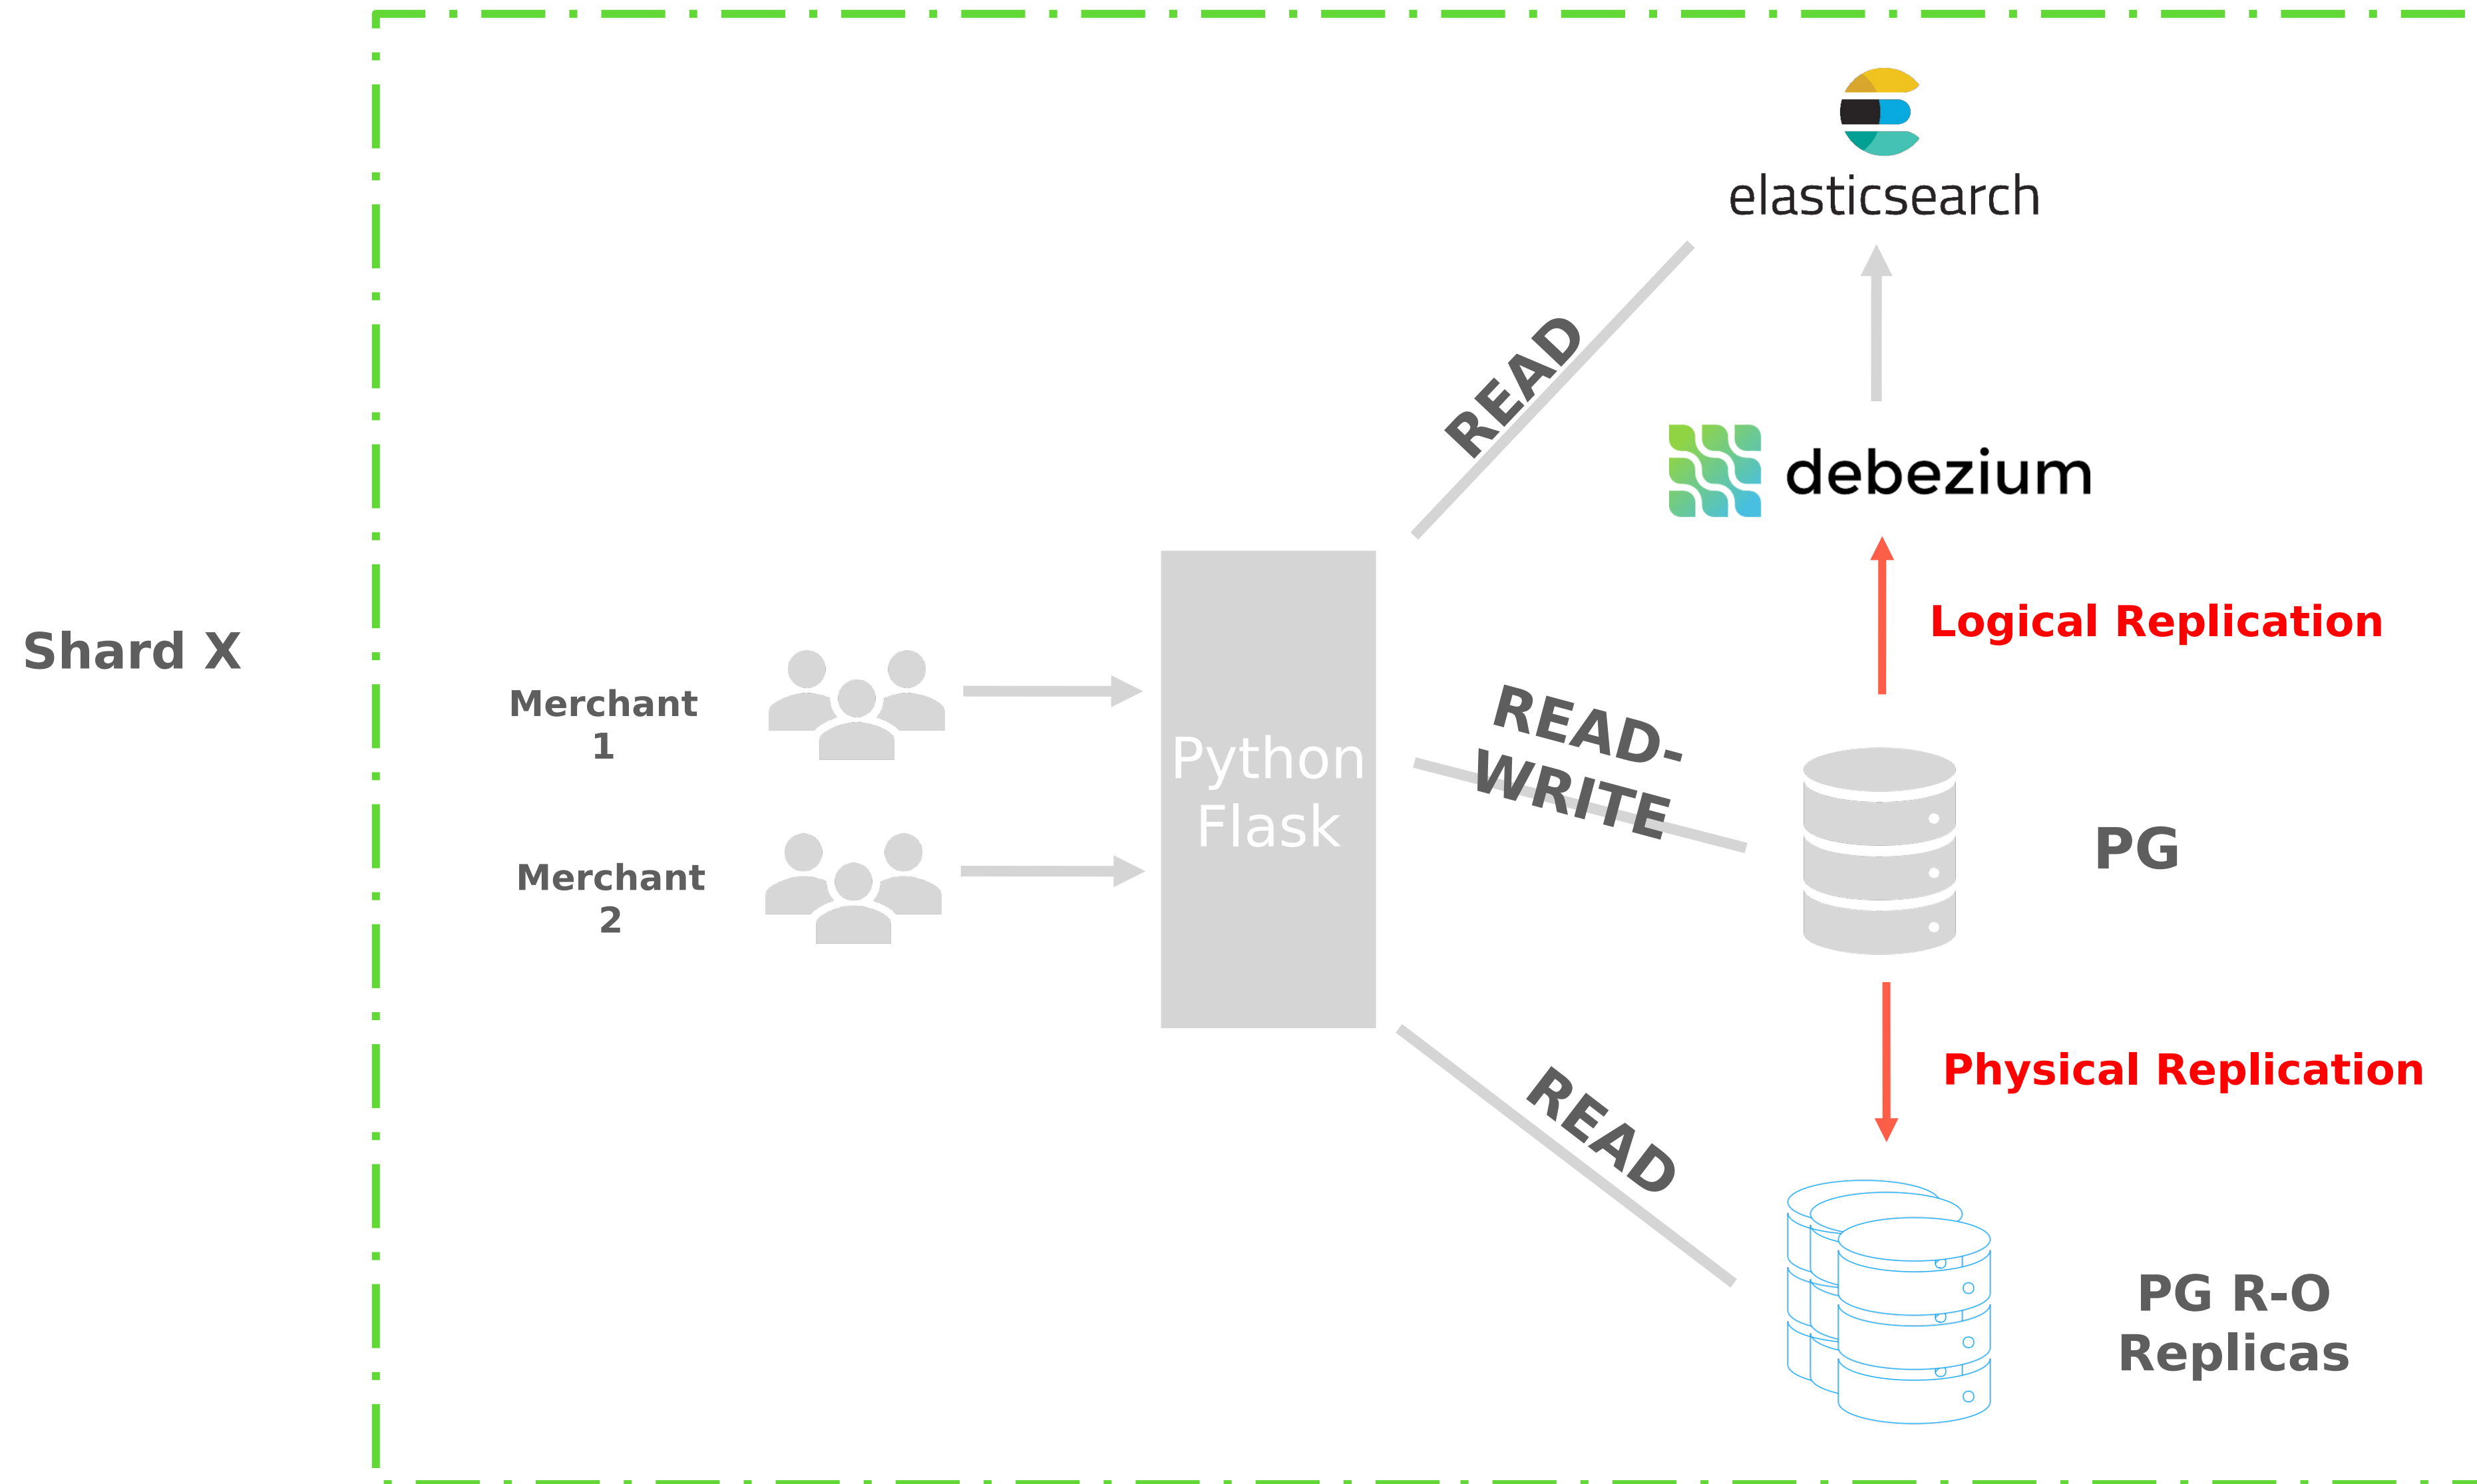 elasticsearch
READ
debezium
Logical Replication
Shard X
Merchant
1
Python
Flask
READ-
WRITE
PG
Merchant
2
Physical Replication
READ
PG R-O
Replicas